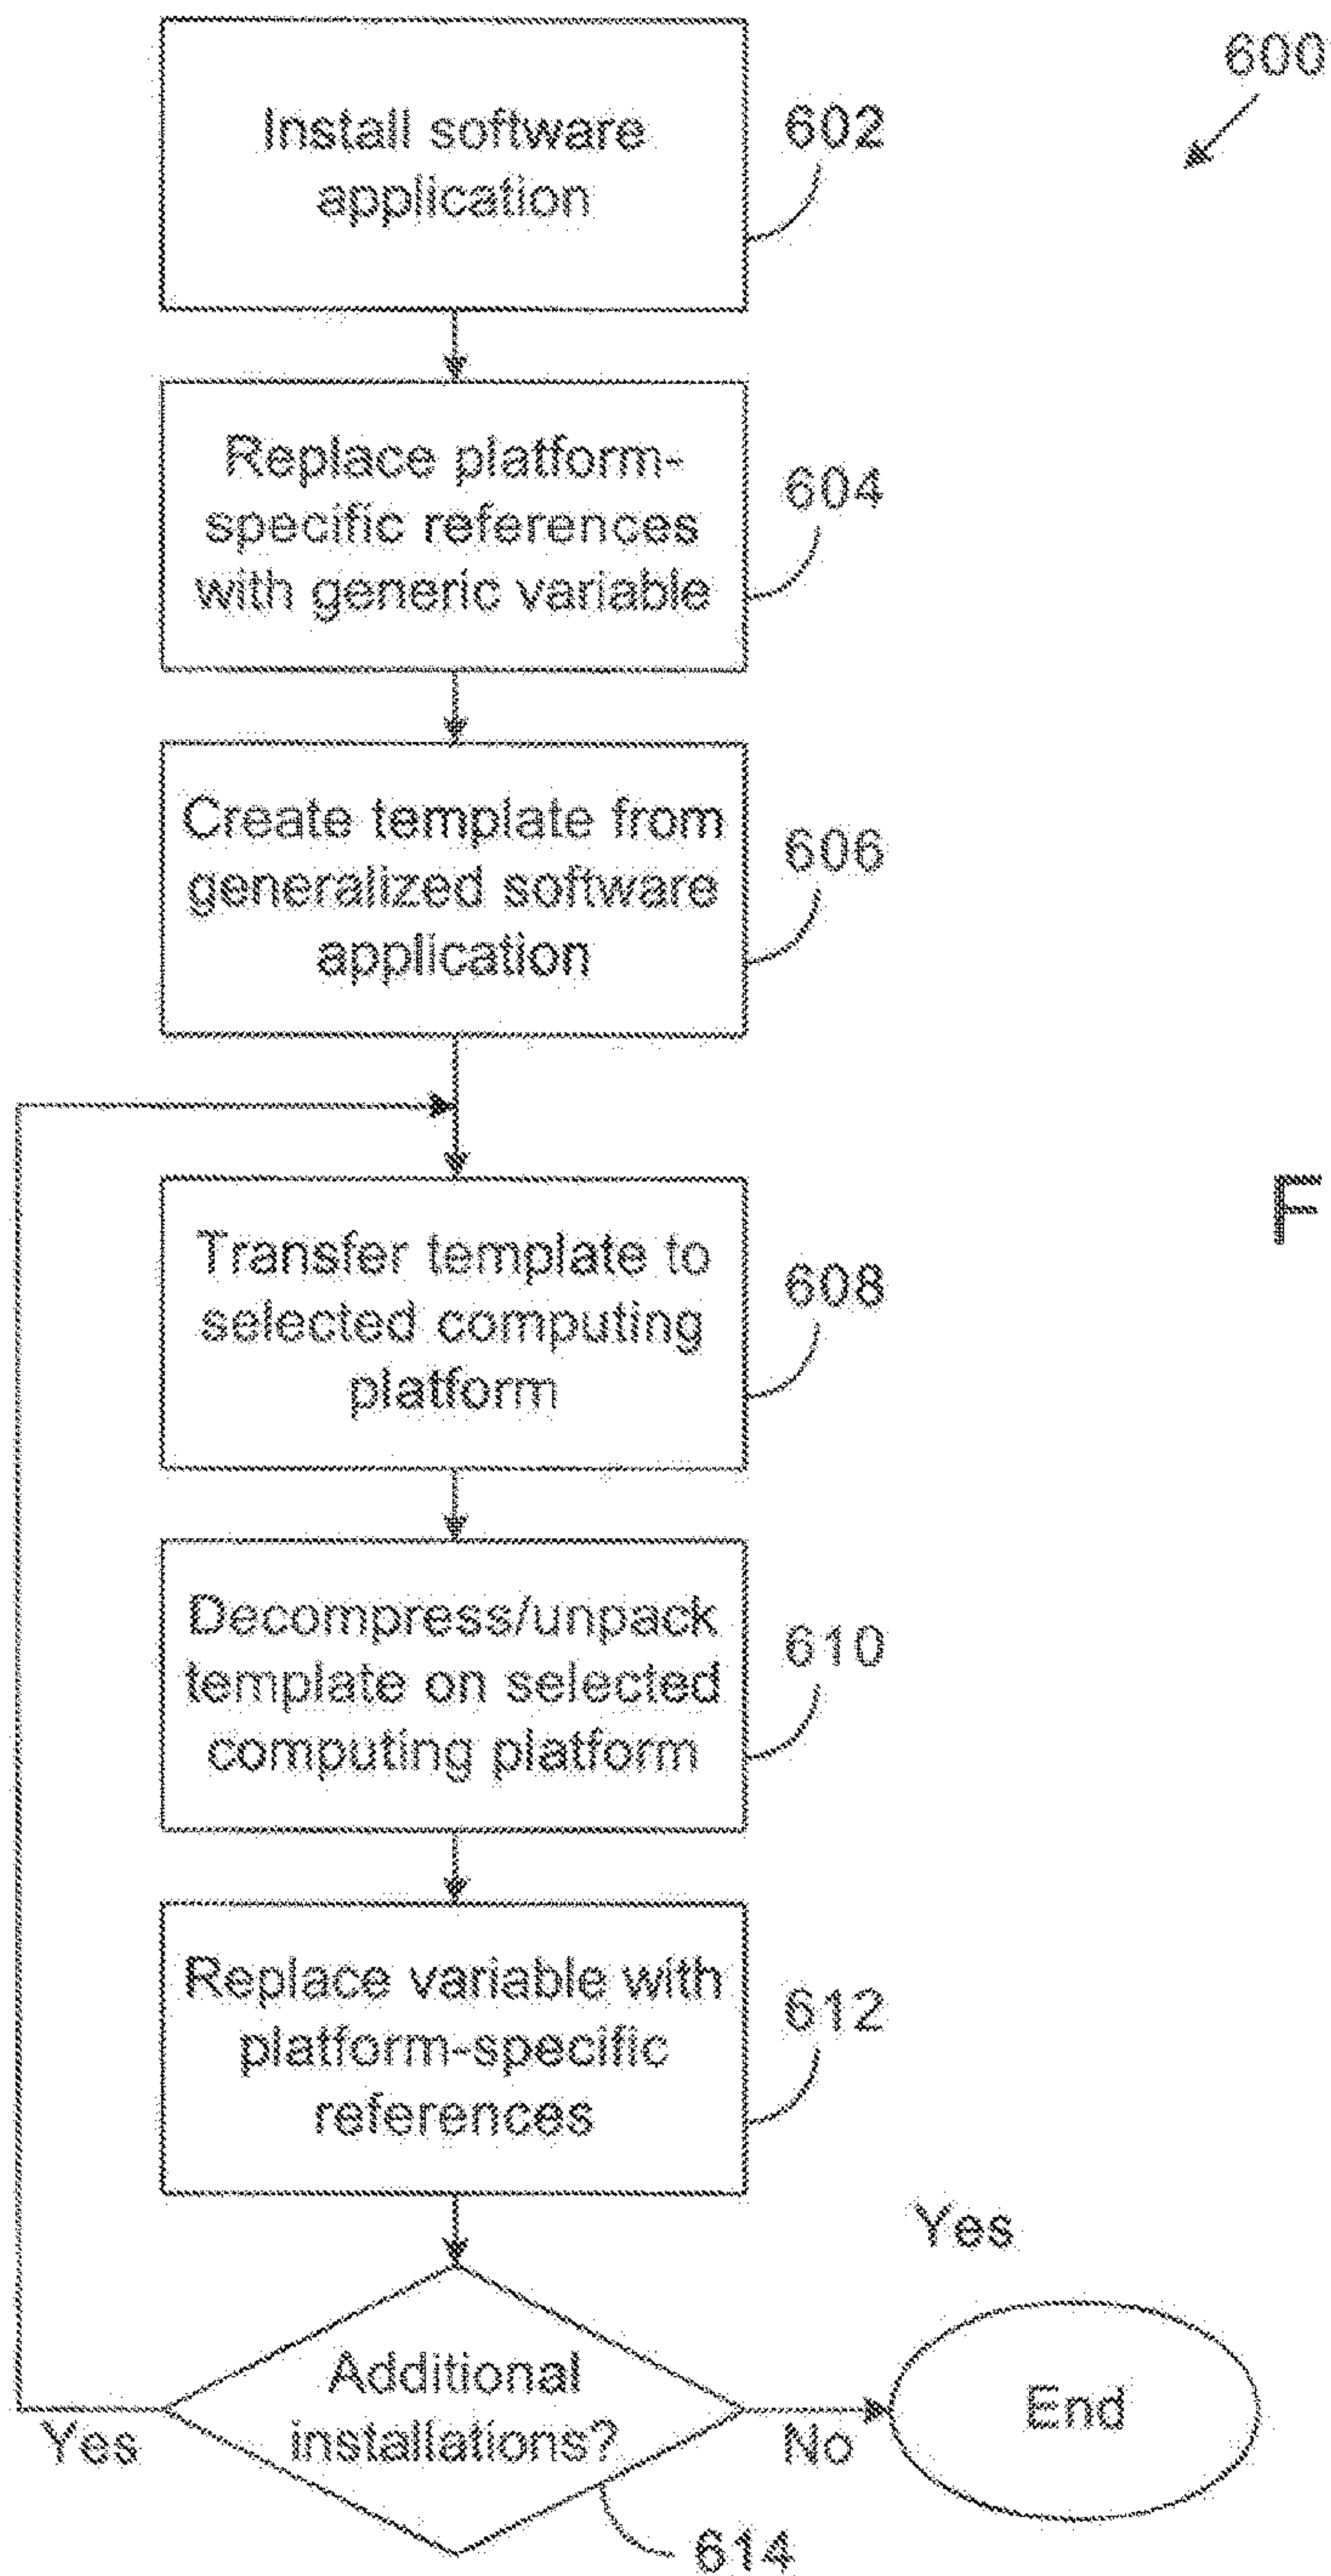 600
Install software
application
602
Replace platform-
specific references
with generic variable
604
Create template from
generalized software
application
606
Transfer template to
selected computing
platform
608
F
Decompress/unpack
template on selected
computing platform
610
Replace variable with
platform-specific
references
612
Yes
Additional
installations?
Yes
No
End
614